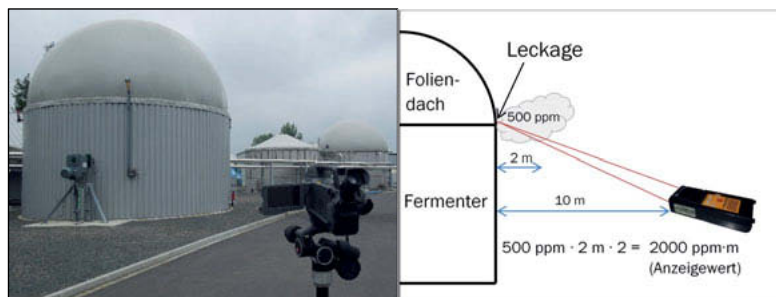 Leckage
Folien-
dach
500 ppm
2 m
Fermenter
10 m
500 ppm · 2 m · 2 = 2000 ppm·m
(Anzeigewert)